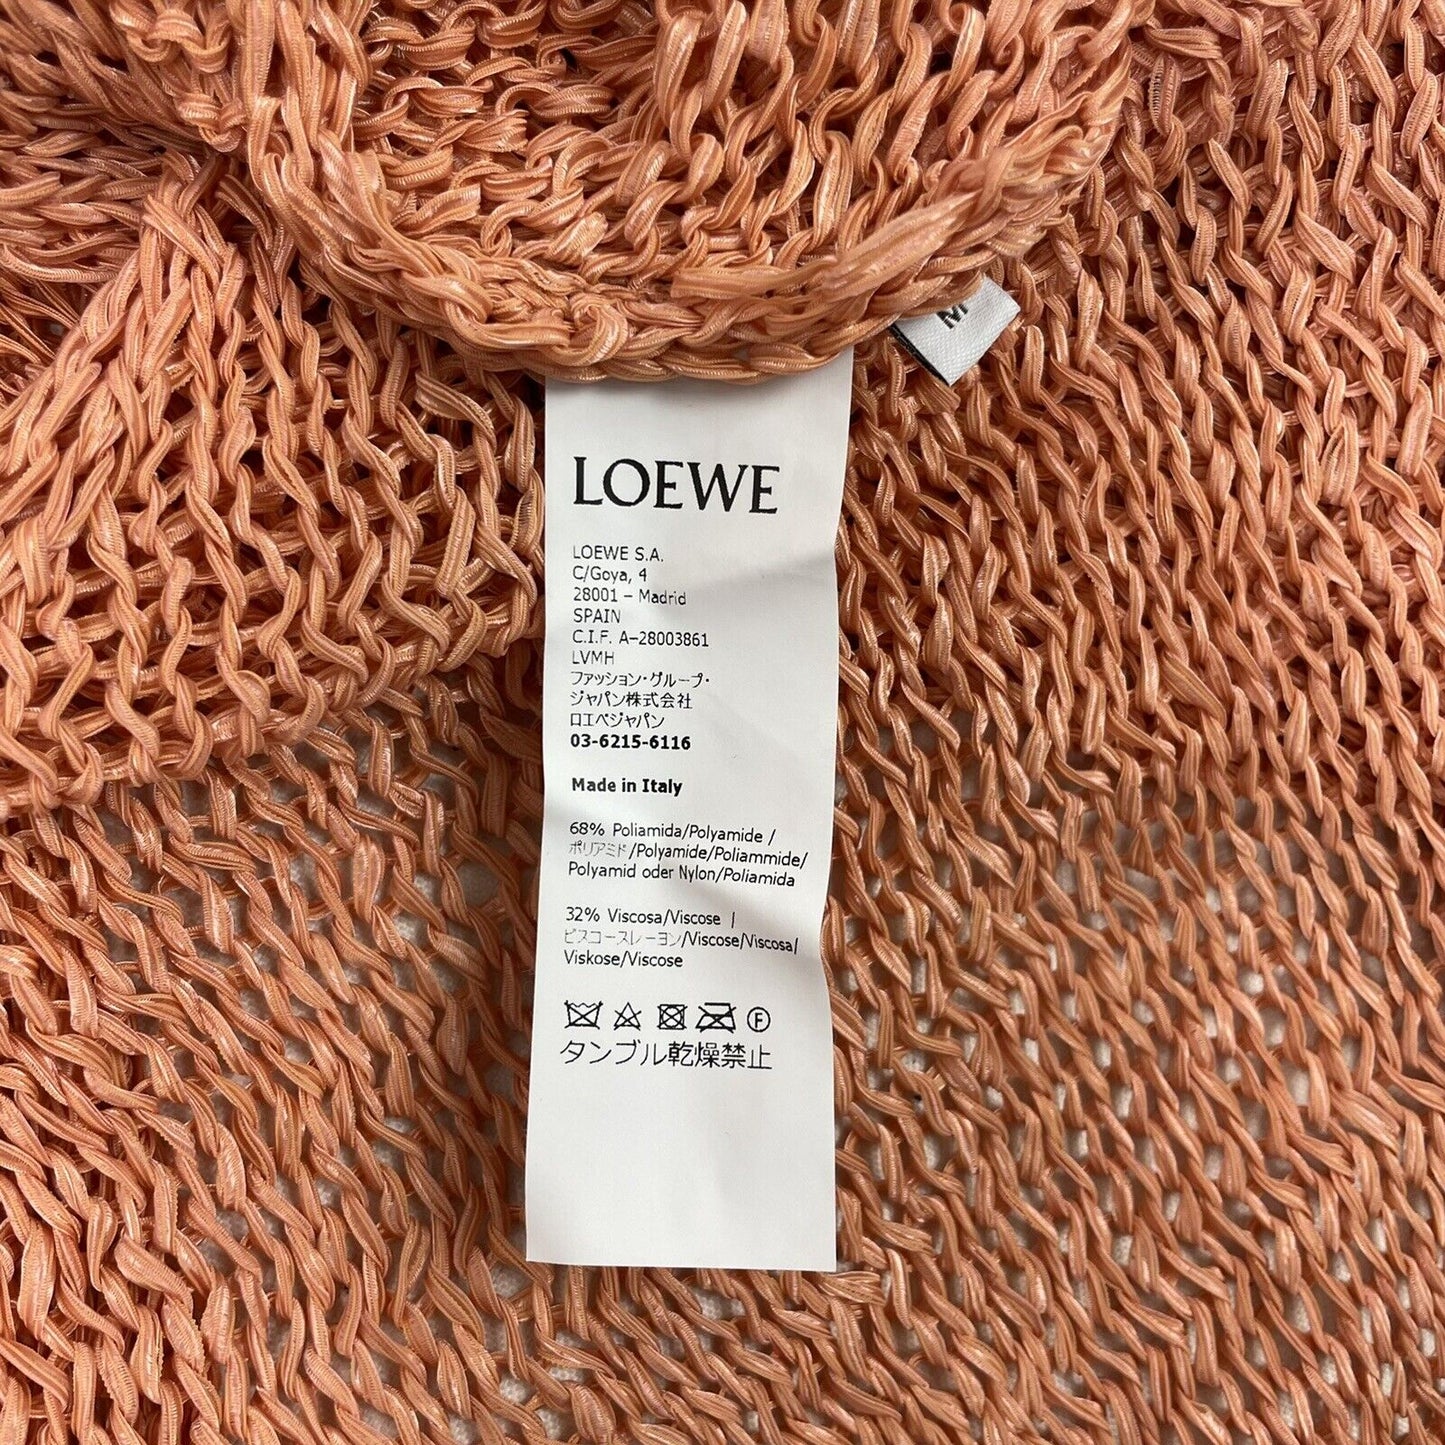 M
LOEWE
LOEWE S.A.
C/Goya, 4
28001 – Madrid
SPAIN
C.I.F. A–28003861
LVMH
ファッション・グループ・
ジャパン株式会社
ロエベジャパン
03-6215-6116
Made in Italy
68% Poliamida/Polyamide /
ポリアミド/Polyamide/Poliammide/
Polyamid oder Nylon/Poliamida
32% Viscosa/Viscose |
ビスコースレーヨン/Viscose/Viscosa/
Viskose/Viscose
F
タンブル乾燥禁止